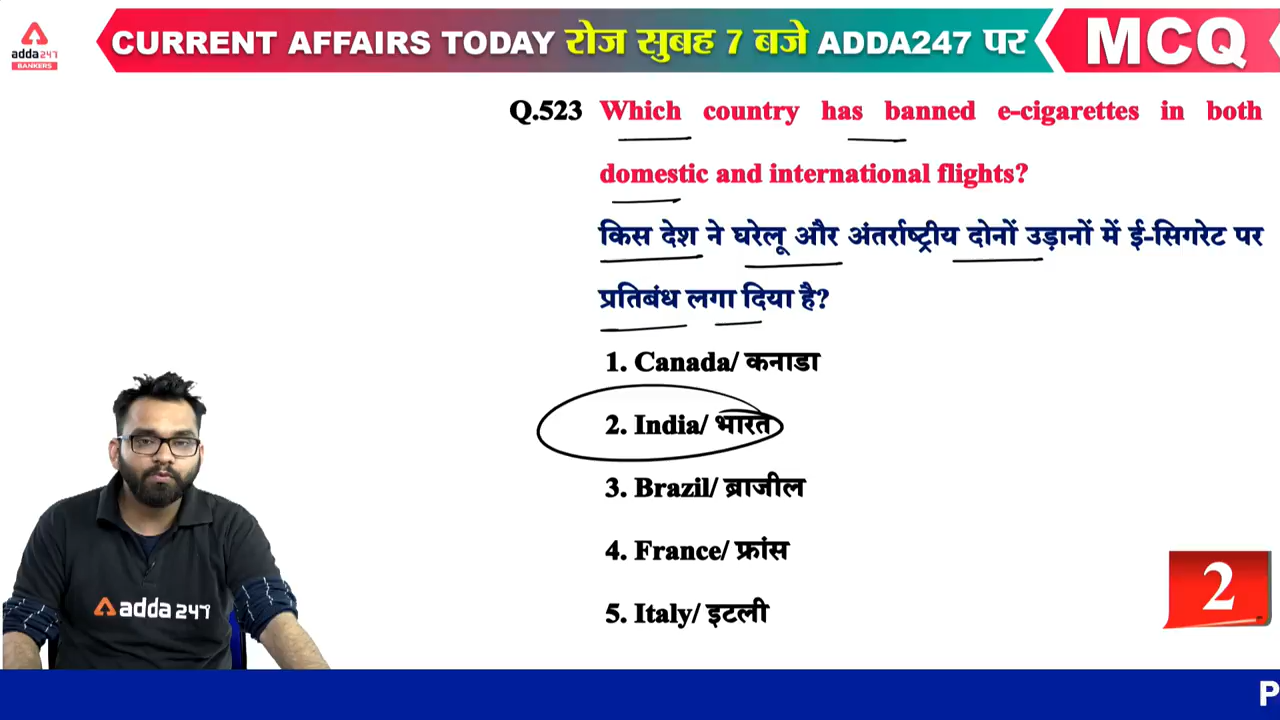 adda247
BANKERS
CURRENT AFFAIRS TODAY रोज सुबह 7 बजे ADDA247 पर
MCQ
Q.523 Which country has banned e-cigarettes in both
domestic and international flights?
किस देश ने घरेलू और अंतर्राष्ट्रीय दोनों उड़ानों में ई-सिगरेट पर
प्रतिबंध लगा दिया है?
1. Canada/ कनाडा
2. India/ भारत
3. Brazil/ ब्राजील
4. France/ फ्रांस
5. Italy/ इटली
adda 247
2
P